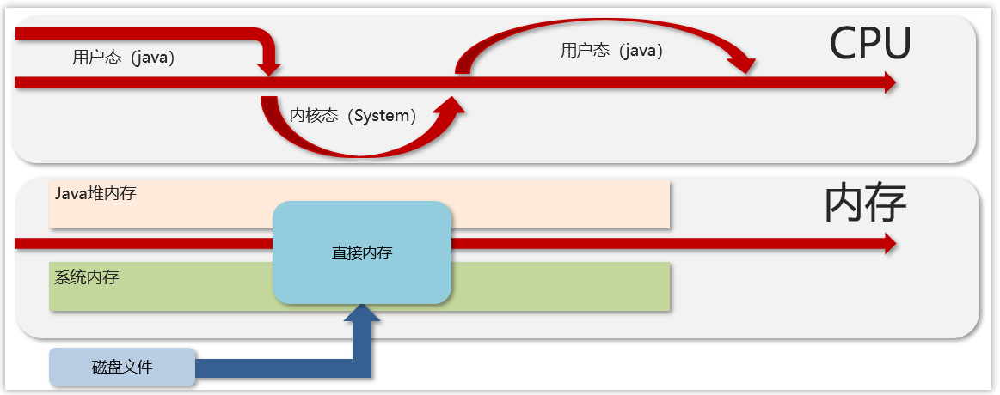 CPU
用户态（java）
用户态（java）
内核态（System）
内存
Java堆内存
直接内存
系统内存
磁盘文件